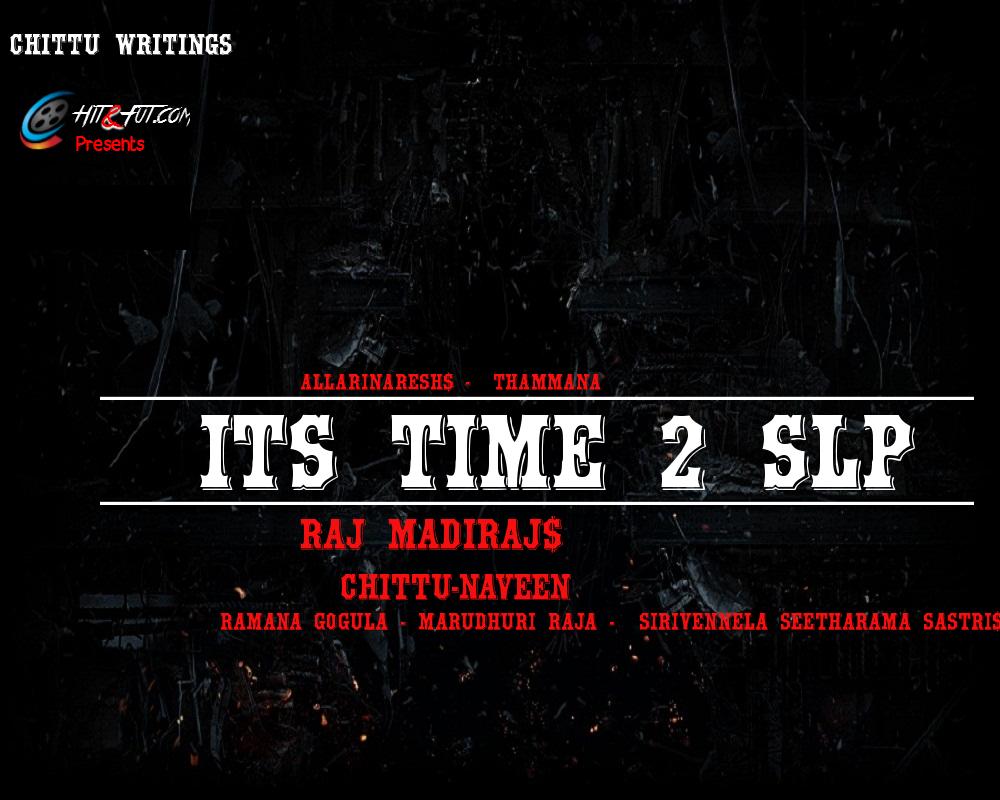 CHITTU WRITINGS
HIT&FUT.COM
Presents
ALLARINARESH$ - THAMMANA
ITS TIME 2 SLP
RAJ MADIRAJ$
CHITTU-NAVEEN
RAMANA GOGULA - MARUDHURI RAJA - SIRIVENNELA SEETHARAMA SASTRIS